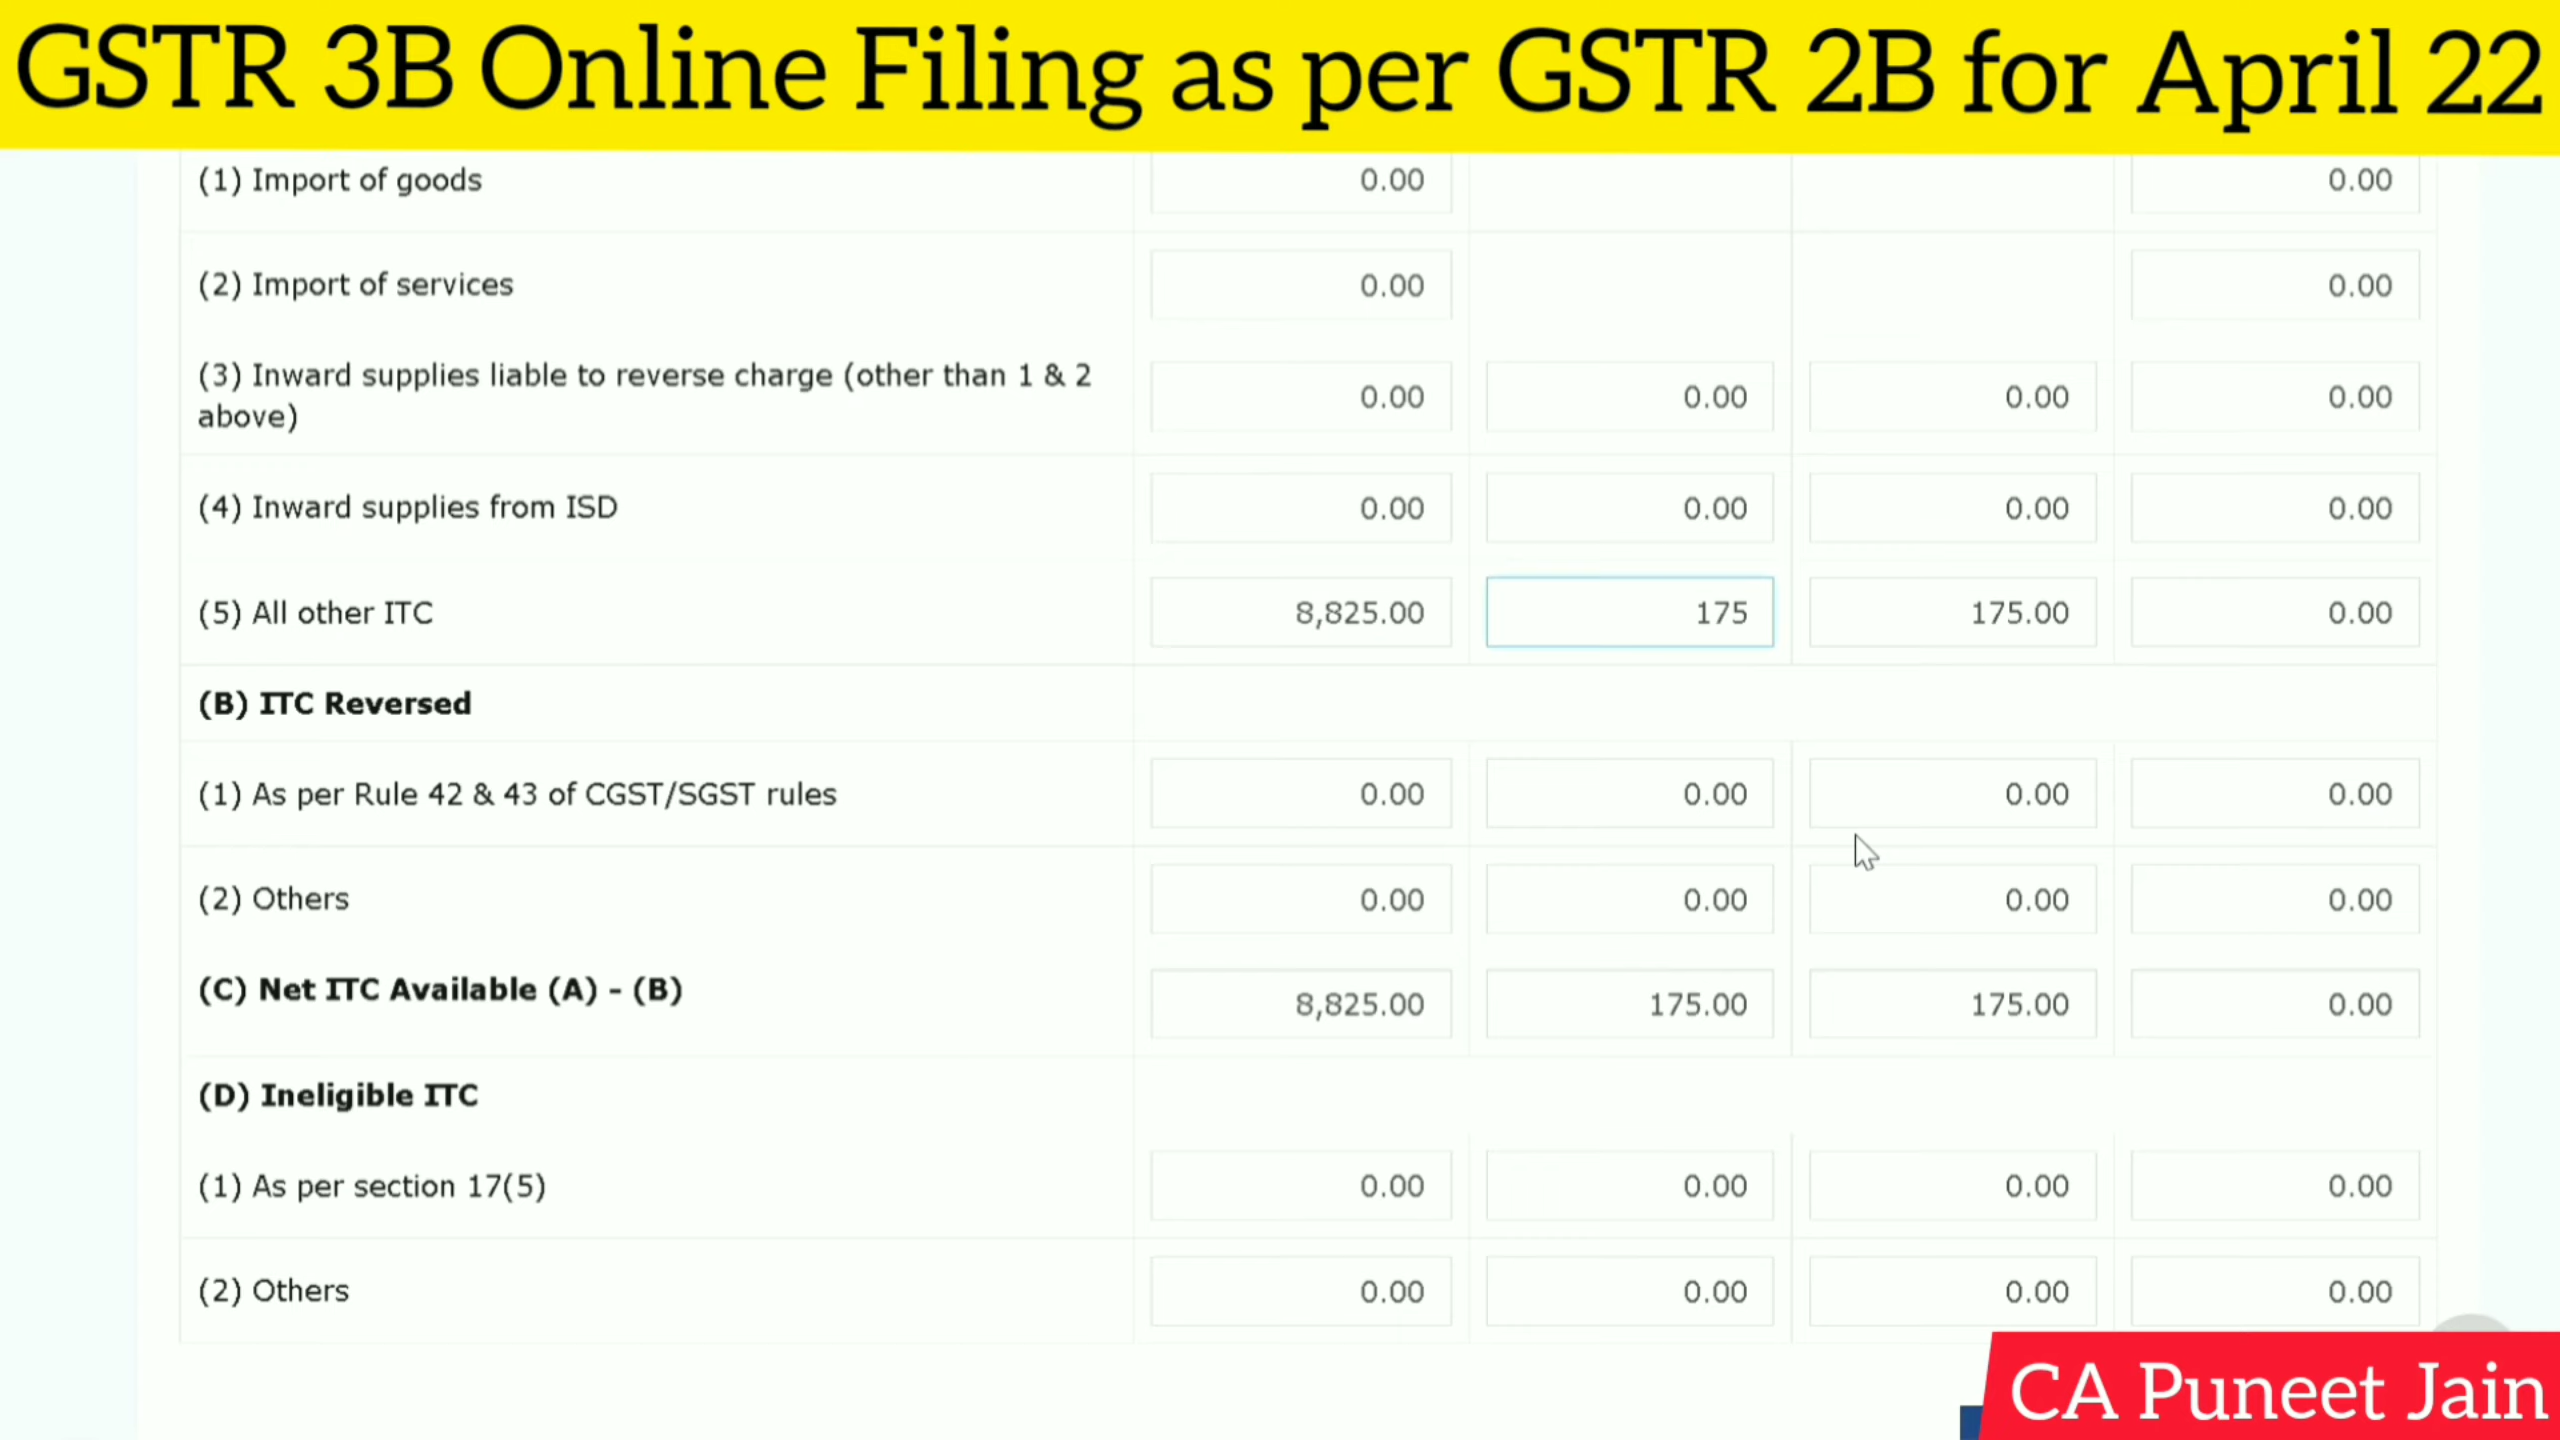 GSTR 3B Online Filing as per GSTR 2B for April 22
(1) Import of goods 0.00 0.00
(2) Import of services 0.00 0.00
(3) Inward supplies liable to reverse charge (other than 1 & 2
above) 0.00 0.00 0.00 0.00
(4) Inward supplies from ISD 0.00 0.00 0.00 0.00
(5) All other ITC 8,825.00 175 175.00 0.00
(B) ITC Reversed
(1) As per Rule 42 & 43 of CGST/SGST rules 0.00 0.00 0.00 0.00
(2) Others 0.00 0.00 0.00 0.00
(C) Net ITC Available (A) - (B) 8,825.00 175.00 175.00 0.00
(D) Ineligible ITC
(1) As per section 17(5) 0.00 0.00 0.00 0.00
(2) Others 0.00 0.00 0.00 0.00
CA Puneet Jain